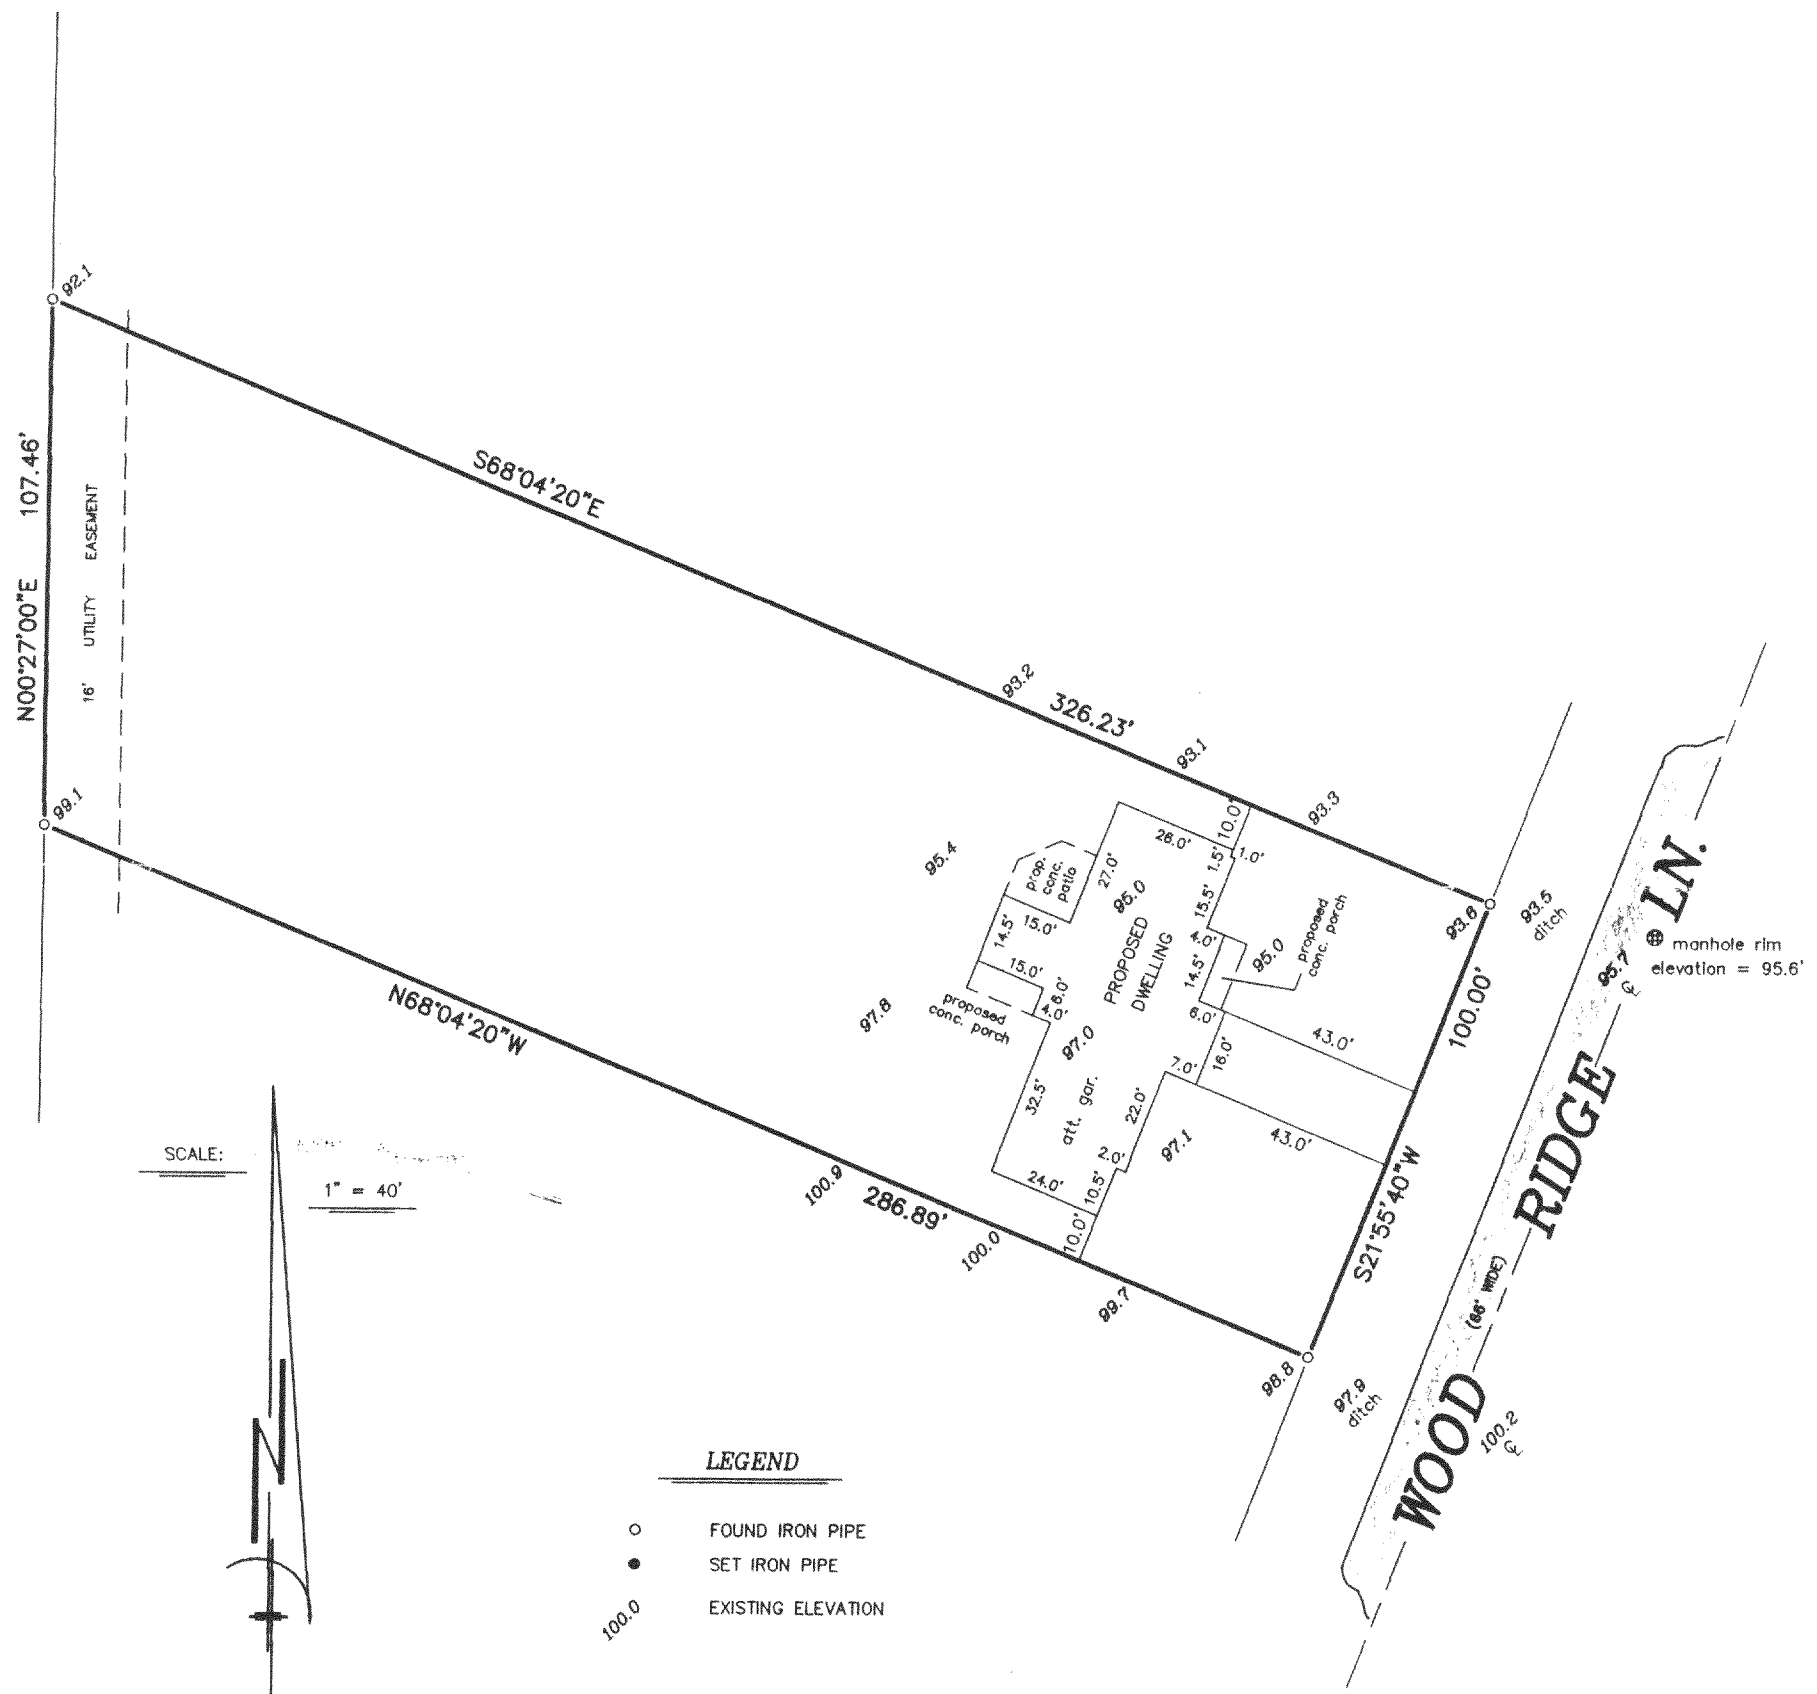 92.1
N00°27'00"E 107.46'
16' UTILITY EASEMENT
99.1
S68°04'20"E
326.23'
93.2
93.1
93.3
93.6
93.5
ditch
10.0'
26.0'
1.5'
1.0'
27.0'
15.5'
prop.
conc.
patio
95.4
96.0
14.5'
15.0'
4.0'
14.5'
PROPOSED
DWELLING
95.0
proposed
conc. porch
15.0'
6.0'
4.0'
proposed
conc. porch
97.8
97.0
6.0'
16.0'
7.0'
43.0'
43.0'
32.5'
att. gar.
22.0'
2.0'
97.1
24.0'
10.5'
10.0'
N68°04'20"W
286.89'
100.9
100.0
99.7
98.8
97.9
ditch
100.00'
S21°55'40"W
WOOD RIDGE LN.
(66' WIDE)
95.7
℄
manhole rim
elevation = 95.6'
100.2
℄
SCALE:
1" = 40'
N
LEGEND
FOUND IRON PIPE
SET IRON PIPE
100.0 EXISTING ELEVATION